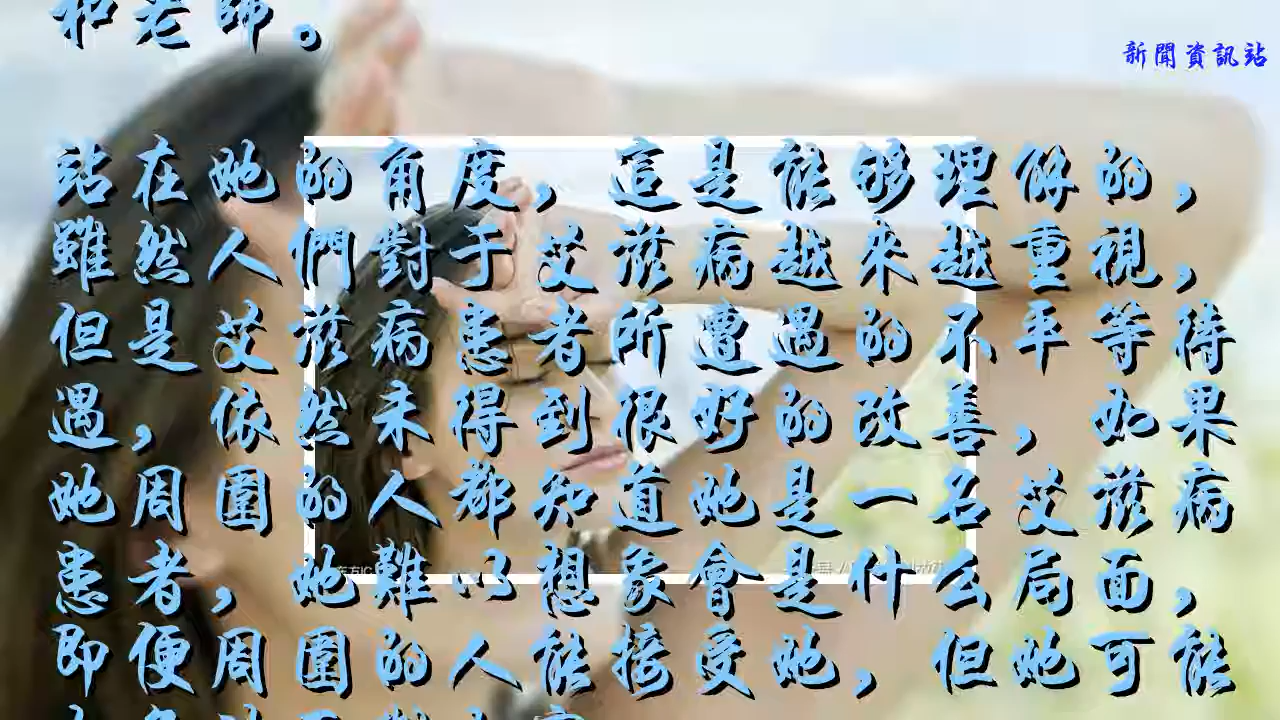 和老師。
新聞資訊站
站在她的角度，這是能够理解的，
雖然人們對于艾滋病越來越重視，
但是艾滋病患者所遭遇的不平等待
遇，依然未得到很好的改善，如果
她周圍的人都知道她是一名艾滋病
患者，她難以想象會是什么局面，
即便周圍的人能接受她，但她可能
东方IC